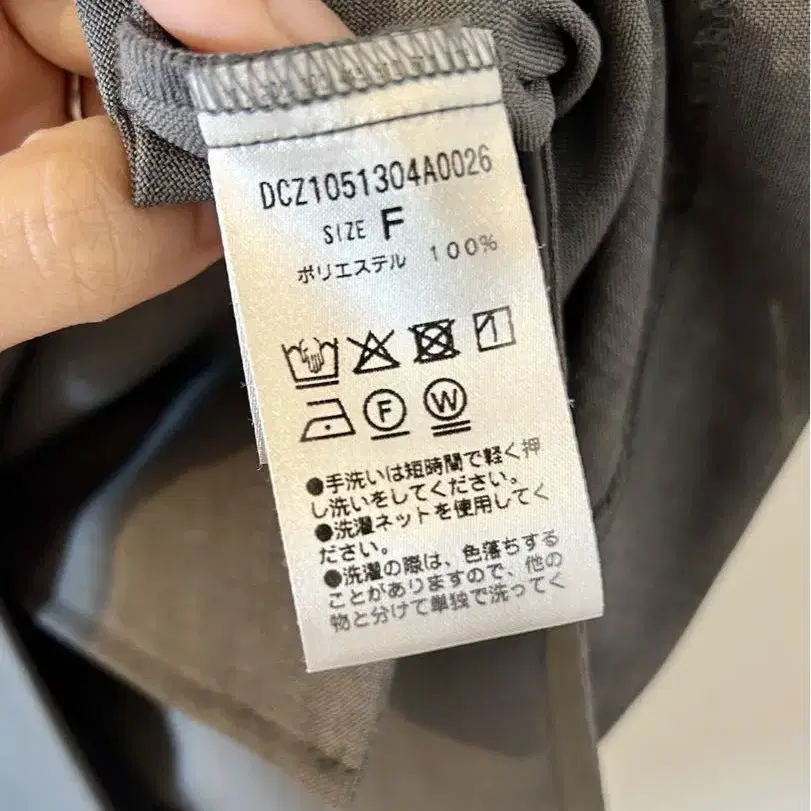 DCZ1051304A0026
SIZE F
ポリエステル 100%
F W
●手洗いは短時間で軽く押
し洗いをしてください。
●洗濯ネットを使用してく
ださい。
●洗濯の際は、色落ちする
ことがありますので、他の
物と分けて単独で洗ってく